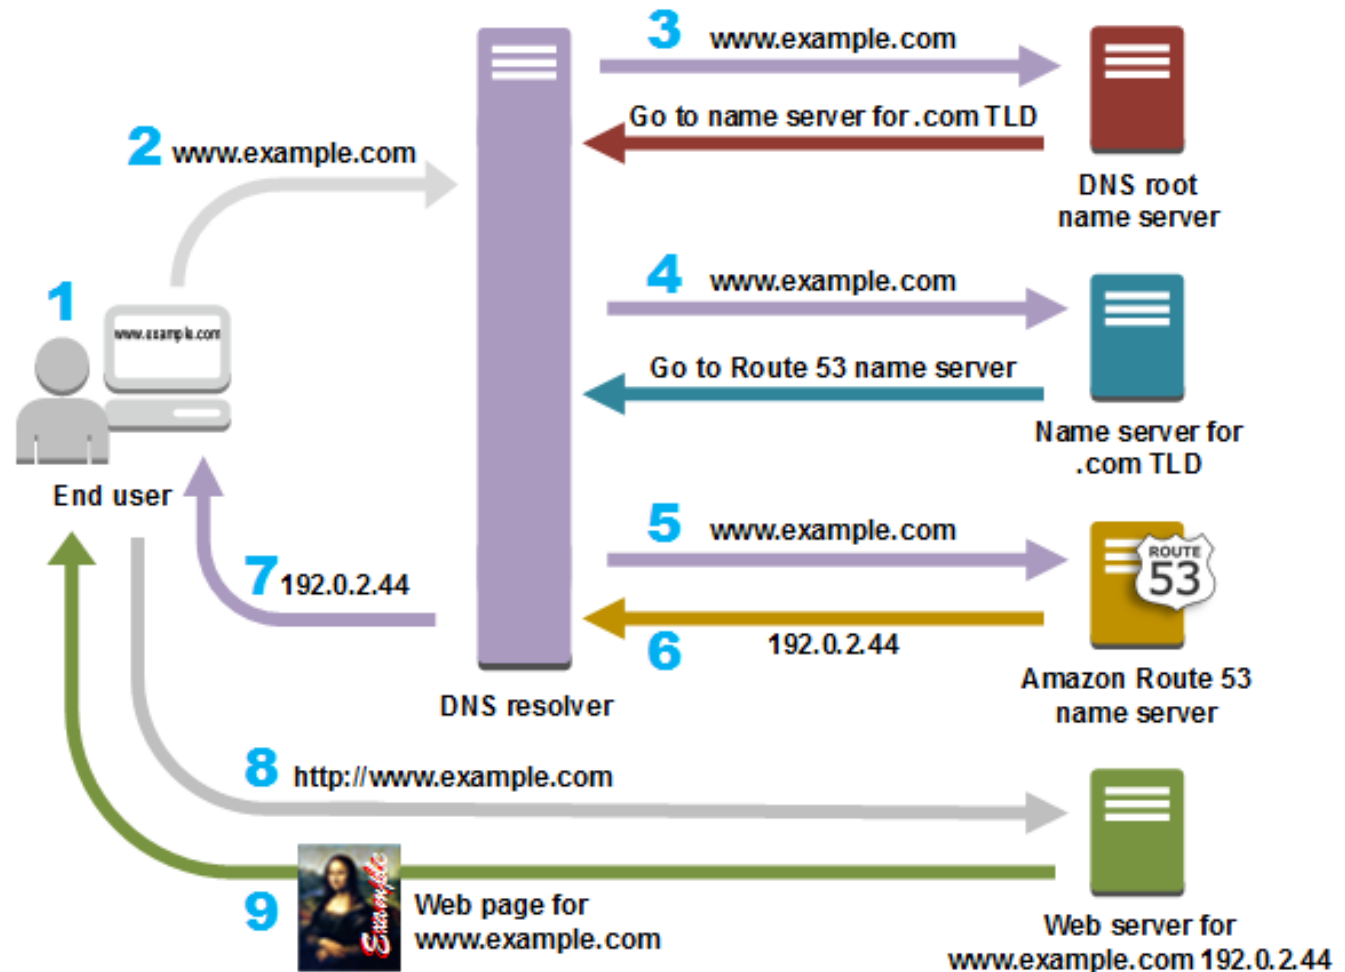 3 www.example.com
Go to name server for .com TLD
2 www.example.com
DNS root
name server
1
www.example.com
4 www.example.com
Go to Route 53 name server
Name server for
.com TLD
End user
5 www.example.com
ROUTE
53
7 192.0.2.44
6 192.0.2.44
Amazon Route 53
name server
DNS resolver
8 http://www.example.com
9
Example
Web page for
www.example.com
Web server for
www.example.com 192.0.2.44